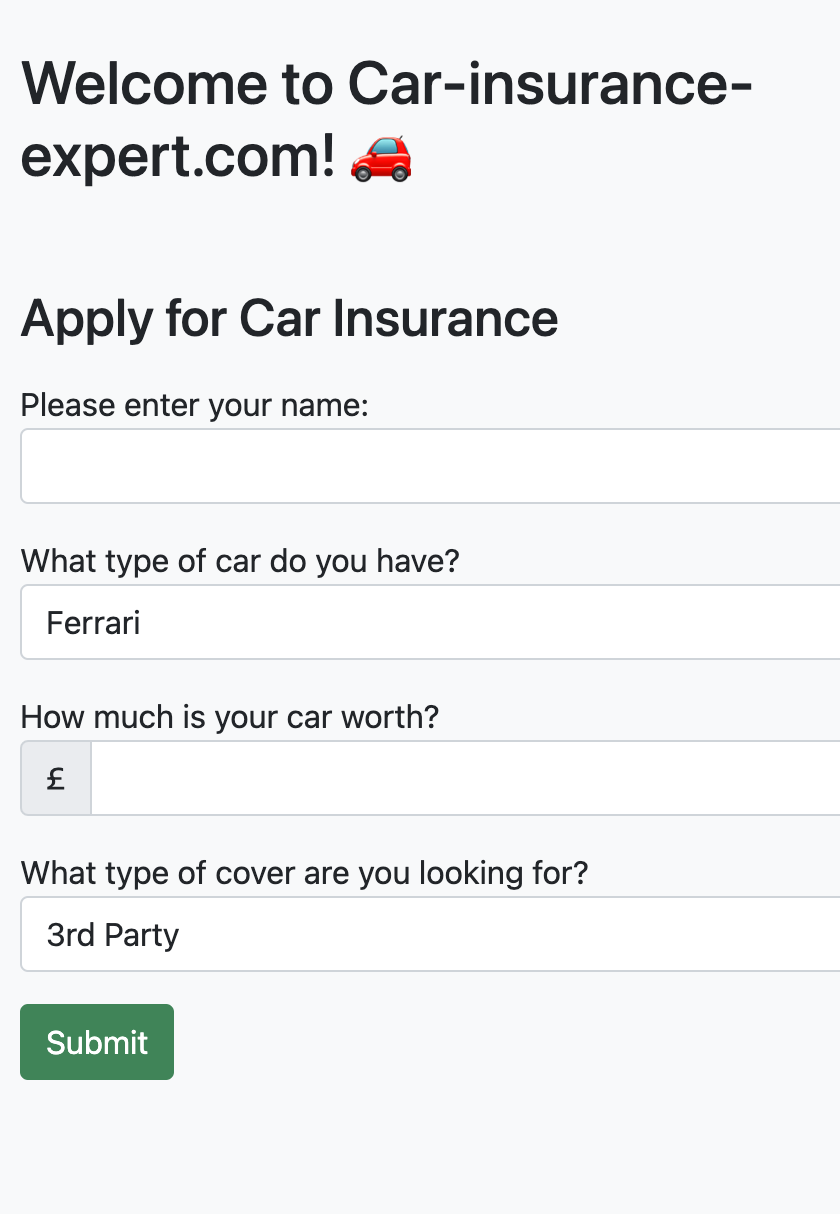 Welcome to Car-insurance-
expert.com! 🚗
Apply for Car Insurance
Please enter your name:
What type of car do you have?
Ferrari
How much is your car worth?
£
What type of cover are you looking for?
3rd Party
Submit